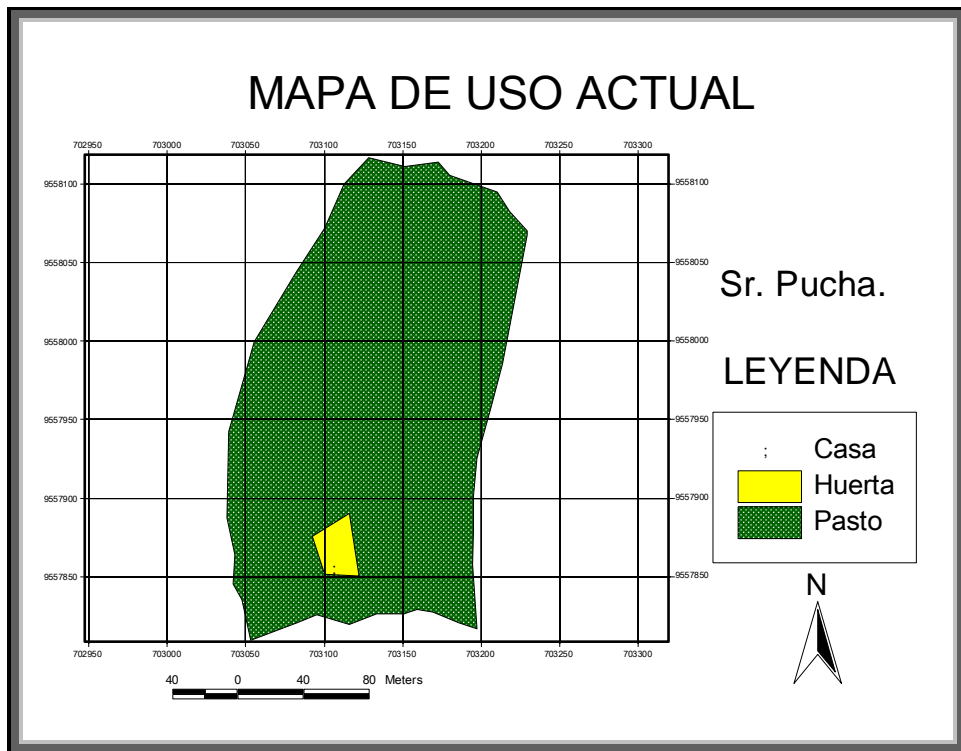 MAPA DE USO ACTUAL
702950 703000 703050 703100 703150 703200 703250 703300
9558100 9558100
9558050 9558050
Sr. Pucha.
9558000 9558000
LEYENDA
9557950 9557950
; Casa
9557900 Huerta
9557900
Pasto
;
9557850 9557850
N
702950 703000 703050 703100 703150 703200 703250 703300
40 0 40 80 Meters